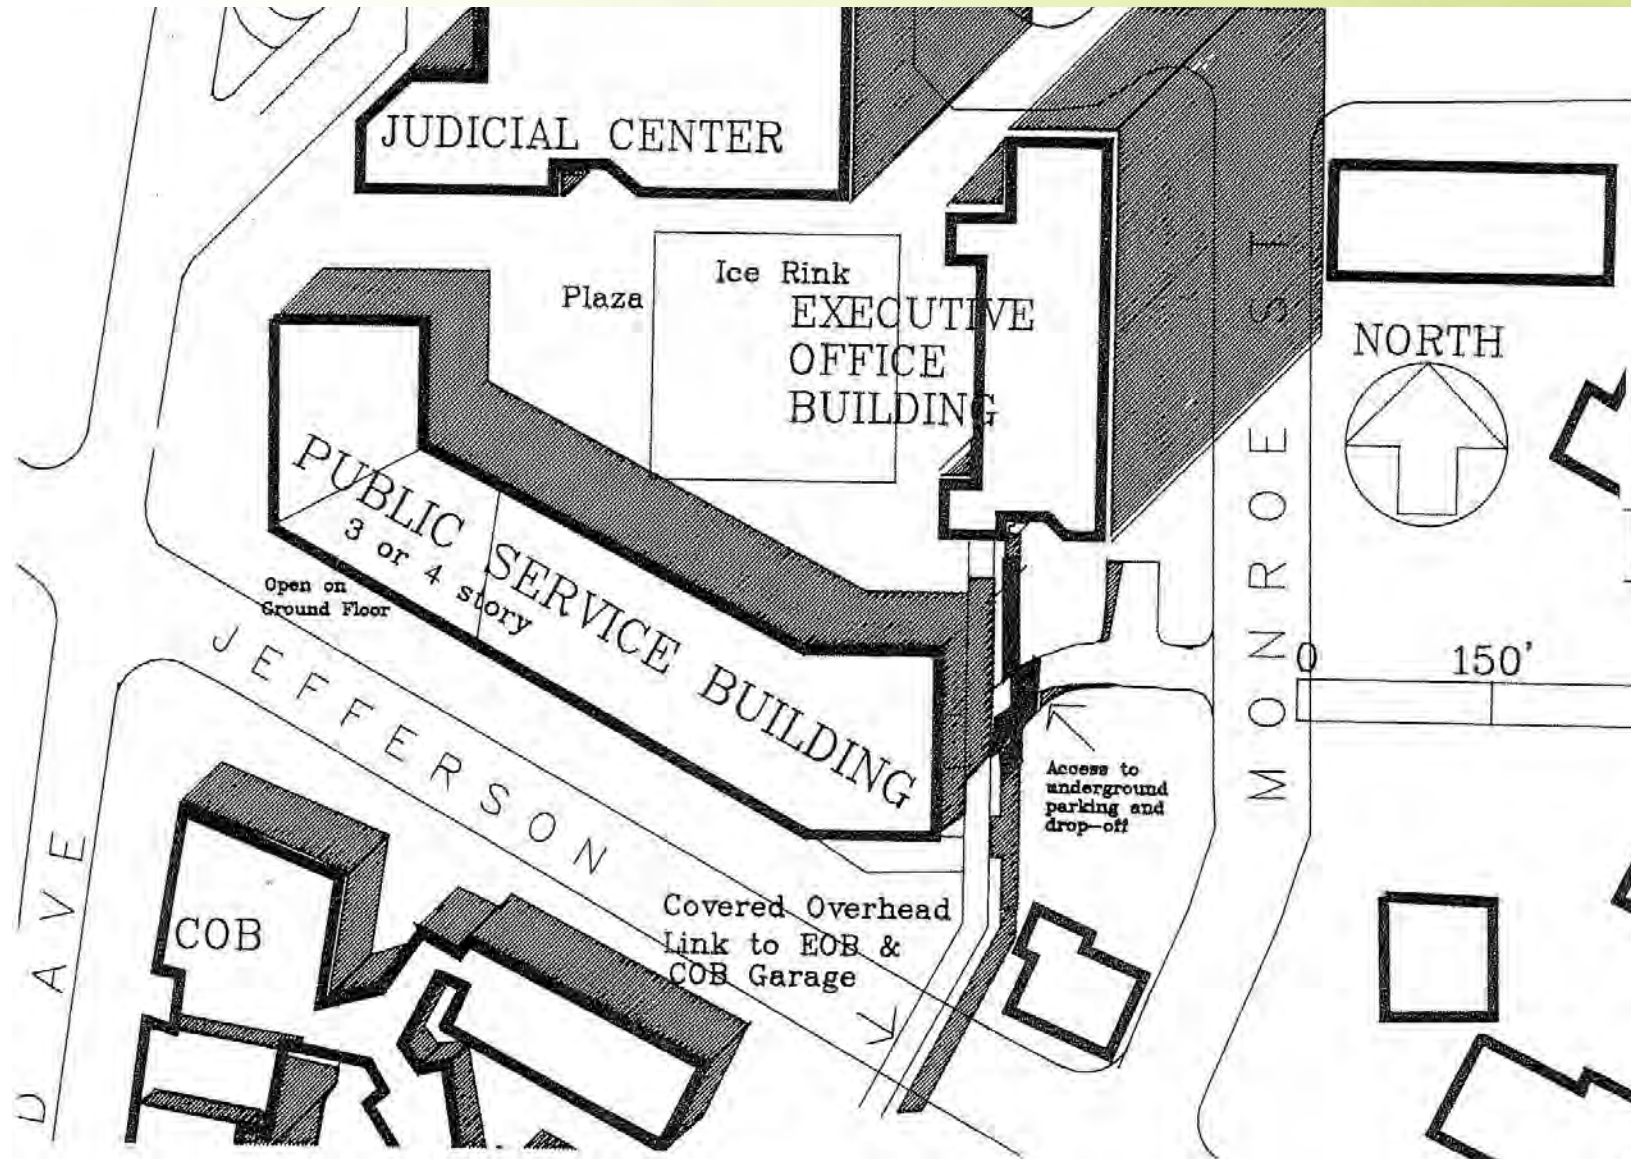 JUDICIAL CENTER
Plaza
Ice Rink
EXECUTIVE
OFFICE
BUILDING
NORTH
PUBLIC SERVICE BUILDING
3 or 4 story
Open on
Ground Floor
JEFFERSON
MONROE ST
0 150'
Access to
underground
parking and
drop-off
COB
D AVE
Covered Overhead
Link to EOB &
COB Garage